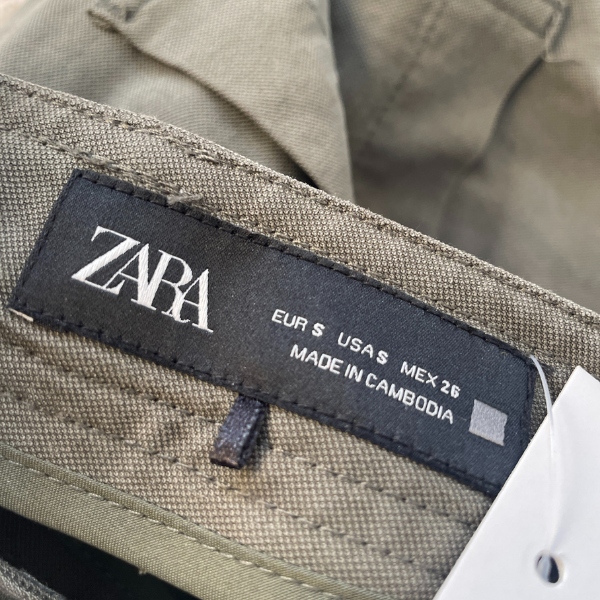 ZARA
EUR S USA S MEX 26
MADE IN CAMBODIA